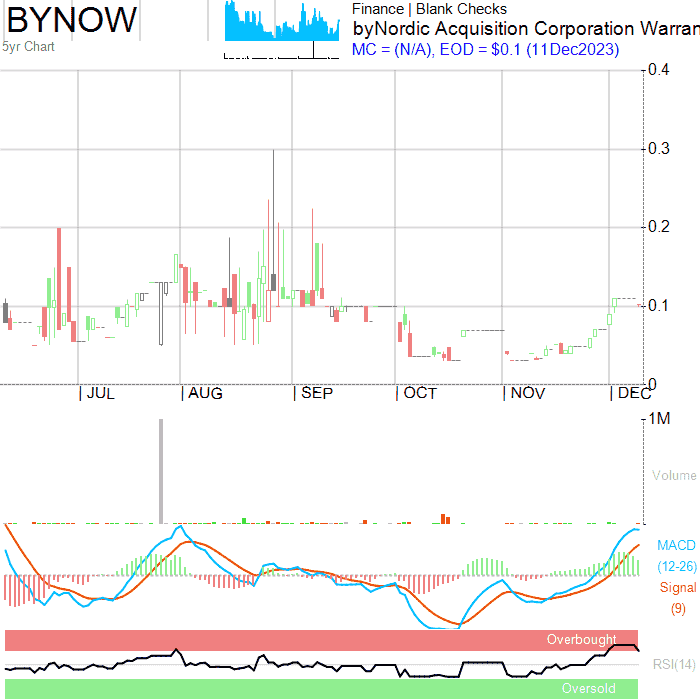 BYNOW
5yr Chart
Finance | Blank Checks
byNordic Acquisition Corporation Warran
MC = (N/A), EOD = $0.1 (11Dec2023)
0.4
0.3
0.2
0.1
0
JUL
AUG
SEP
OCT
NOV
DEC
1M
Volume
MACD
(12-26)
Signal
(9)
Overbought
RSI(14)
Oversold